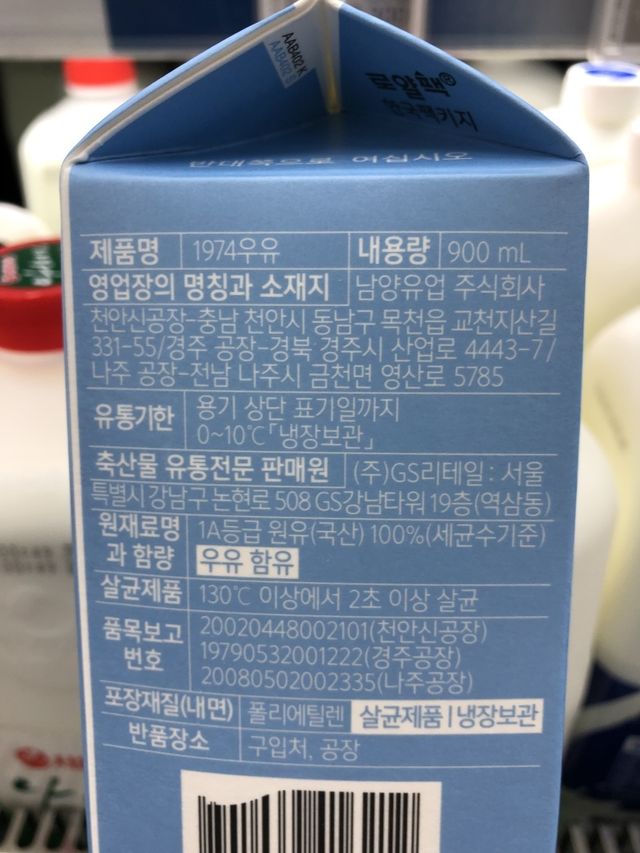 AAB402 K
AAB402 K
로얄팩®
한국팩키지
반대쪽으로 여십시오
제품명 1974우유 내용량 900 mL
영업장의 명칭과 소재지 남양유업 주식회사
천안신공장-충남 천안시 동남구 목천읍 교천지산길
331-55/경주 공장-경북 경주시 산업로 4443-7/
나주 공장-전남 나주시 금천면 영산로 5785
유통기한 용기 상단 표기일까지
0~10℃「냉장보관」
축산물 유통전문 판매원 (주)GS리테일 : 서울
특별시 강남구 논현로 508 GS강남타워 19층(역삼동)
원재료명 1A등급 원유(국산) 100%(세균수기준)
과 함량 우유 함유
살균제품 130℃ 이상에서 2초 이상 살균
품목보고 20020448002101(천안신공장)
번호 19790532001222(경주공장)
20080502002335(나주공장)
포장재질(내면) 폴리에틸렌 살균제품 | 냉장보관
반품장소 구입처, 공장